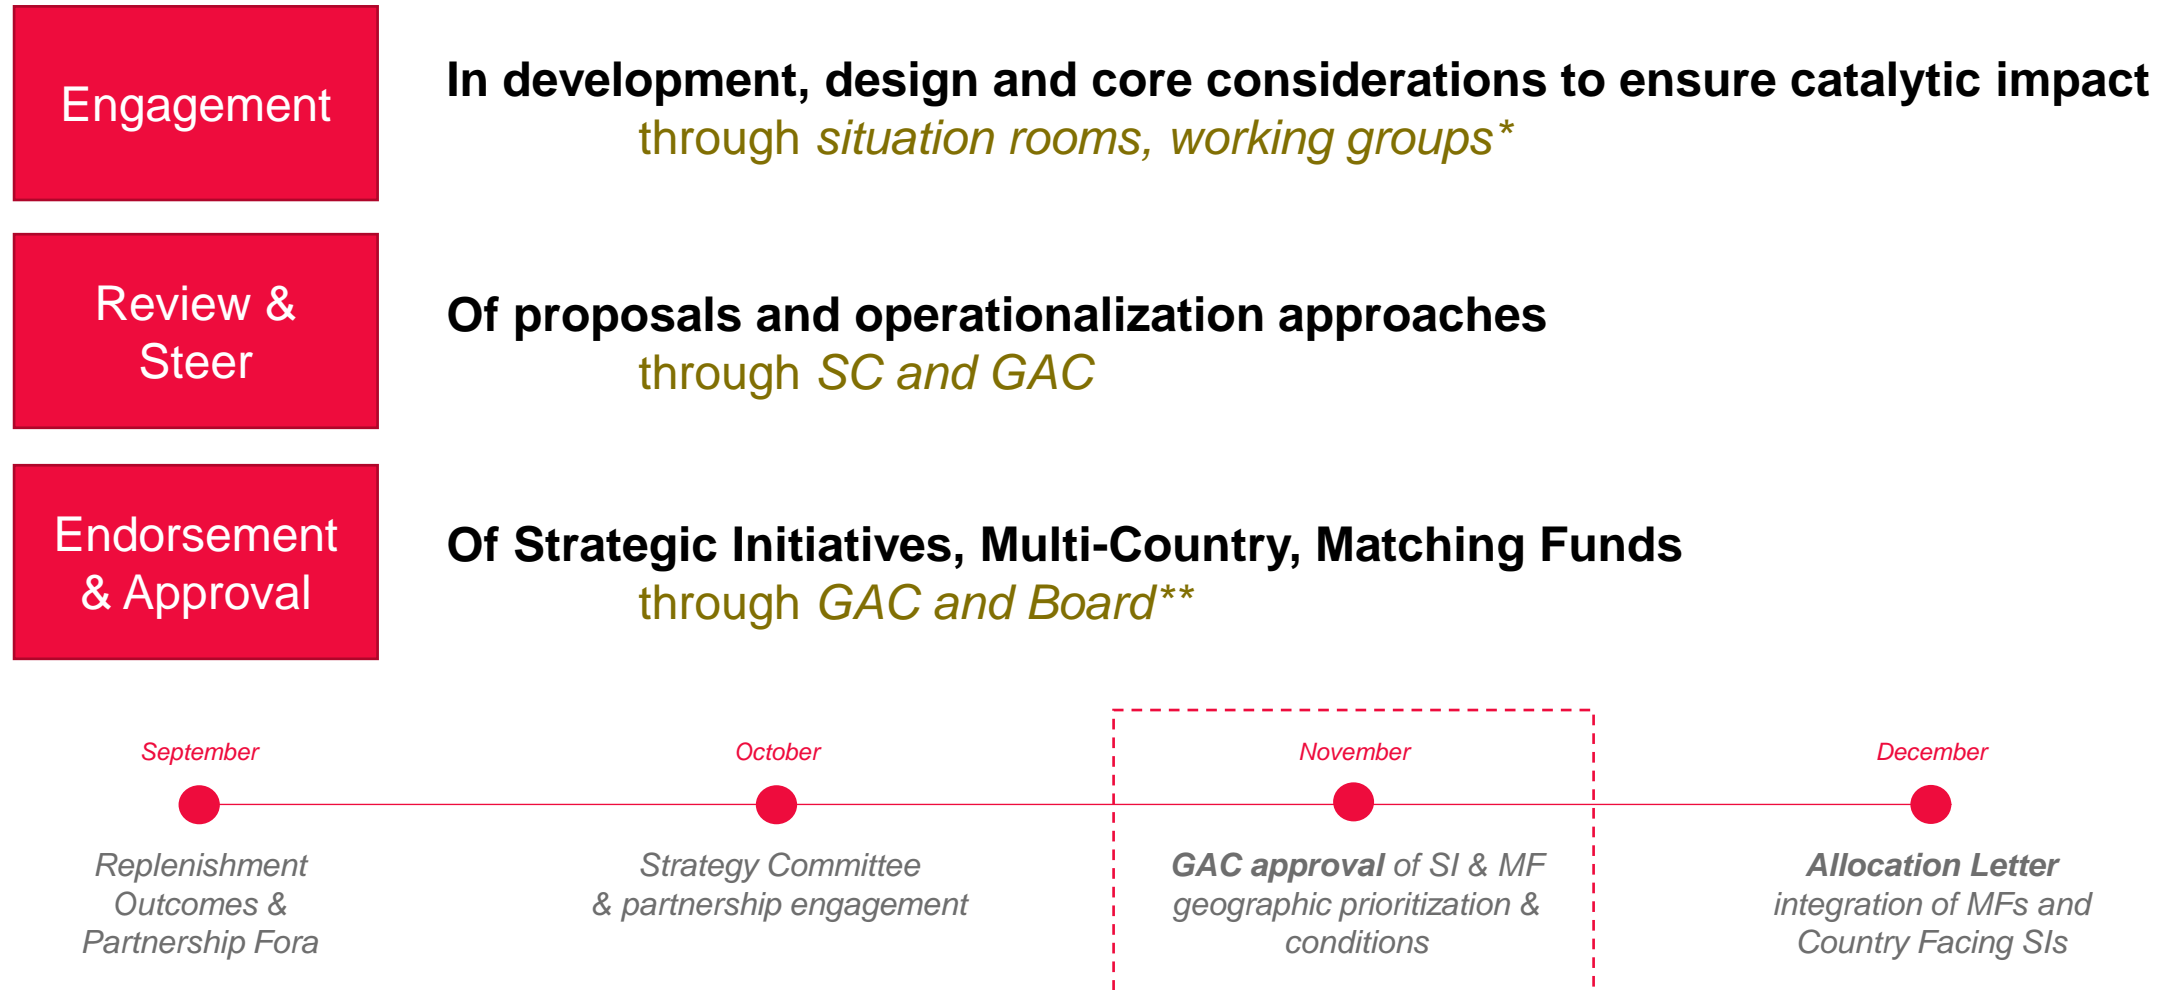 Engagement
In development, design and core considerations to ensure catalytic impact
through situation rooms, working groups*
Review &
Steer
Of proposals and operationalization approaches
through SC and GAC
Endorsement
& Approval
Of Strategic Initiatives, Multi-Country, Matching Funds
through GAC and Board**
September
Replenishment
Outcomes &
Partnership Fora
October
Strategy Committee
& partnership engagement
November
GAC approval of SI & MF
geographic prioritization &
conditions
December
Allocation Letter
integration of MFs and
Country Facing SIs